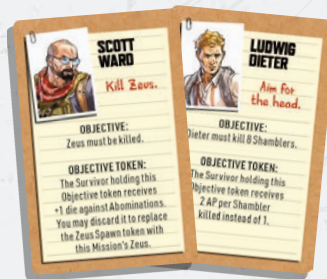 SCOTT
WARD
Kill Zeus.
OBJECTIVE:
Zeus must be killed.
OBJECTIVE TOKEN:
The Survivor holding this
Objective token receives
+1 die against Abominations.
You may discard it to replace
the Zeus Spawn token with
this Mission's Zeus.
LUDWIG
DIETER
Aim for
the head.
OBJECTIVE:
Dieter must kill 8 Shamblers.
OBJECTIVE TOKEN:
The Survivor holding this
Objective token receives
2 AP per Shambler
killed instead of 1.